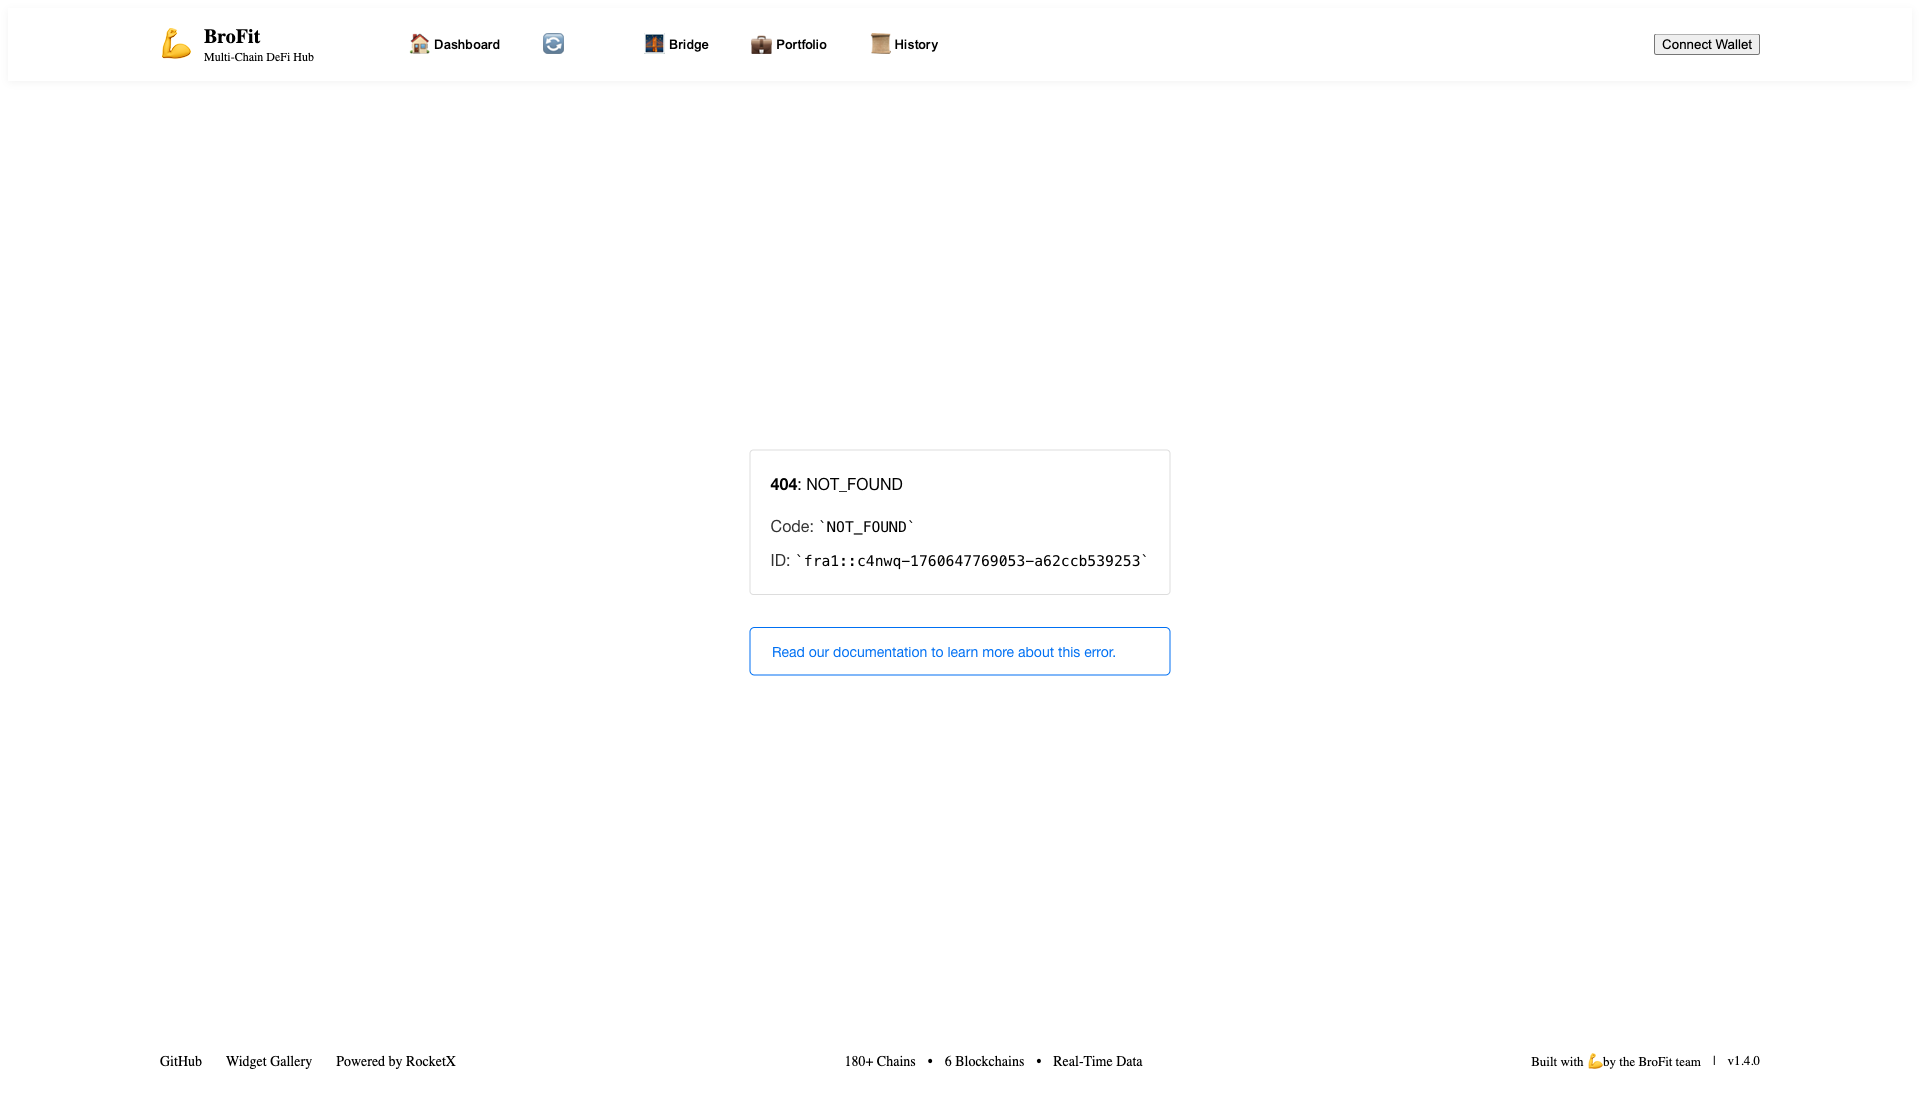 BroFit
Multi-Chain DeFi Hub
Dashboard
Bridge
Portfolio
History
Connect Wallet
404: NOT_FOUND
Code: `NOT_FOUND`
ID: `fra1::c4nwq-1760647769053-a62ccb539253`
Read our documentation to learn more about this error.
GitHub
Widget Gallery
Powered by RocketX
180+ Chains • 6 Blockchains • Real-Time Data
Built with 💪by the BroFit team | v1.4.0